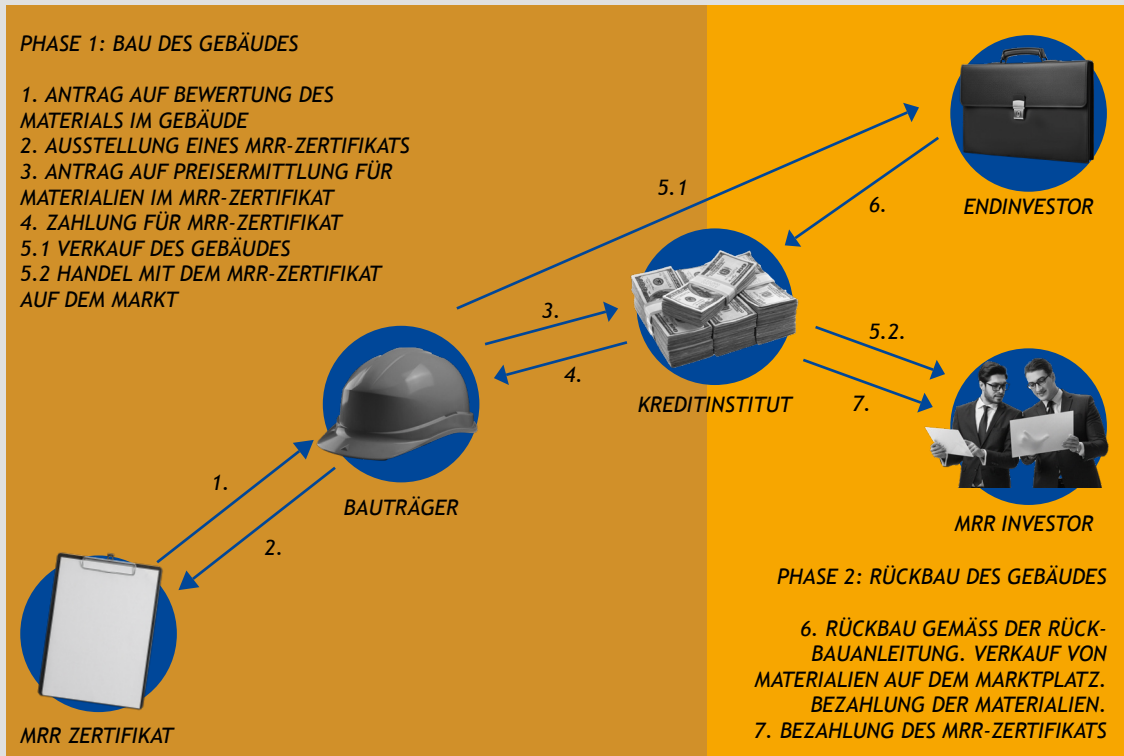 PHASE 1: BAU DES GEBÄUDES
1. ANTRAG AUF BEWERTUNG DES
MATERIALS IM GEBÄUDE
2. AUSSTELLUNG EINES MRR-ZERTIFIKATS
3. ANTRAG AUF PREISERMITTLUNG FÜR
MATERIALIEN IM MRR-ZERTIFIKAT
4. ZAHLUNG FÜR MRR-ZERTIFIKAT
5.1 VERKAUF DES GEBÄUDES
5.2 HANDEL MIT DEM MRR-ZERTIFIKAT
AUF DEM MARKT
5.1
6.
ENDINVESTOR
3.
4.
KREDITINSTITUT
5.2.
7.
MRR INVESTOR
BAUTRÄGER
1.
2.
MRR ZERTIFIKAT
PHASE 2: RÜCKBAU DES GEBÄUDES
6. RÜCKBAU GEMÄSS DER RÜCK-
BAUANLEITUNG. VERKAUF VON
MATERIALIEN AUF DEM MARKTPLATZ.
BEZAHLUNG DER MATERIALIEN.
7. BEZAHLUNG DES MRR-ZERTIFIKATS